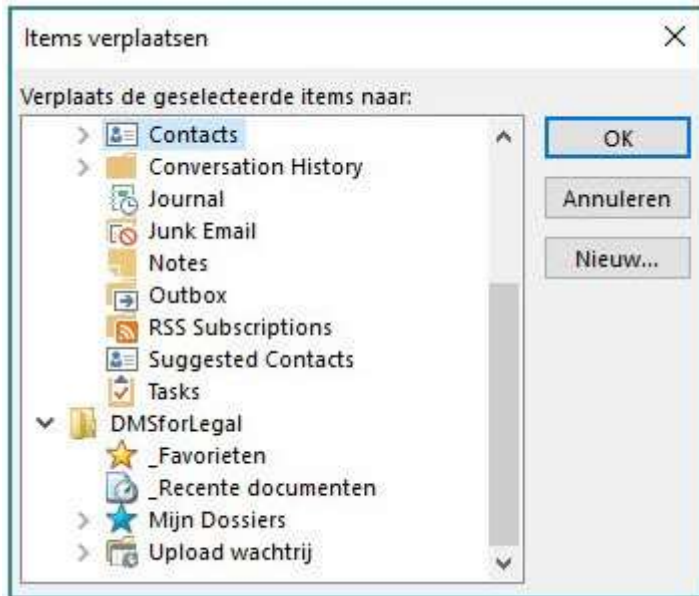 Items verplaatsen
Verplaats de geselecteerde items naar:
Contacts
Conversation History
Journal
Junk Email
Notes
Outbox
RSS Subscriptions
Suggested Contacts
Tasks
DMSforLegal
_Favorieten
_Recente documenten
Mijn Dossiers
Upload wachtrij
OK
Annuleren
Nieuw...